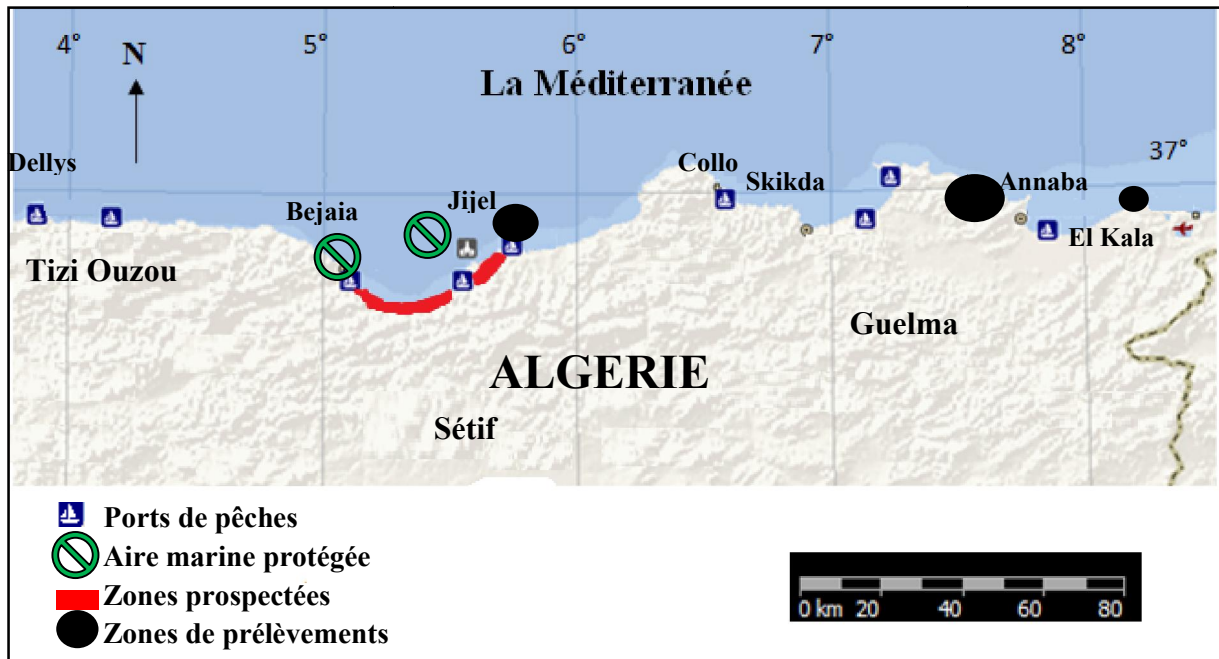 4° 5° 6° 7° 8°
N
La Méditerranée
37°
Dellys
Collo
Skikda
Annaba
Jijel
Bejaia
El Kala
Tizi Ouzou
Guelma
ALGERIE
Sétif
Ports de pêches
Aire marine protégée
Zones prospectées
Zones de prélèvements
0 km 20 40 60 80